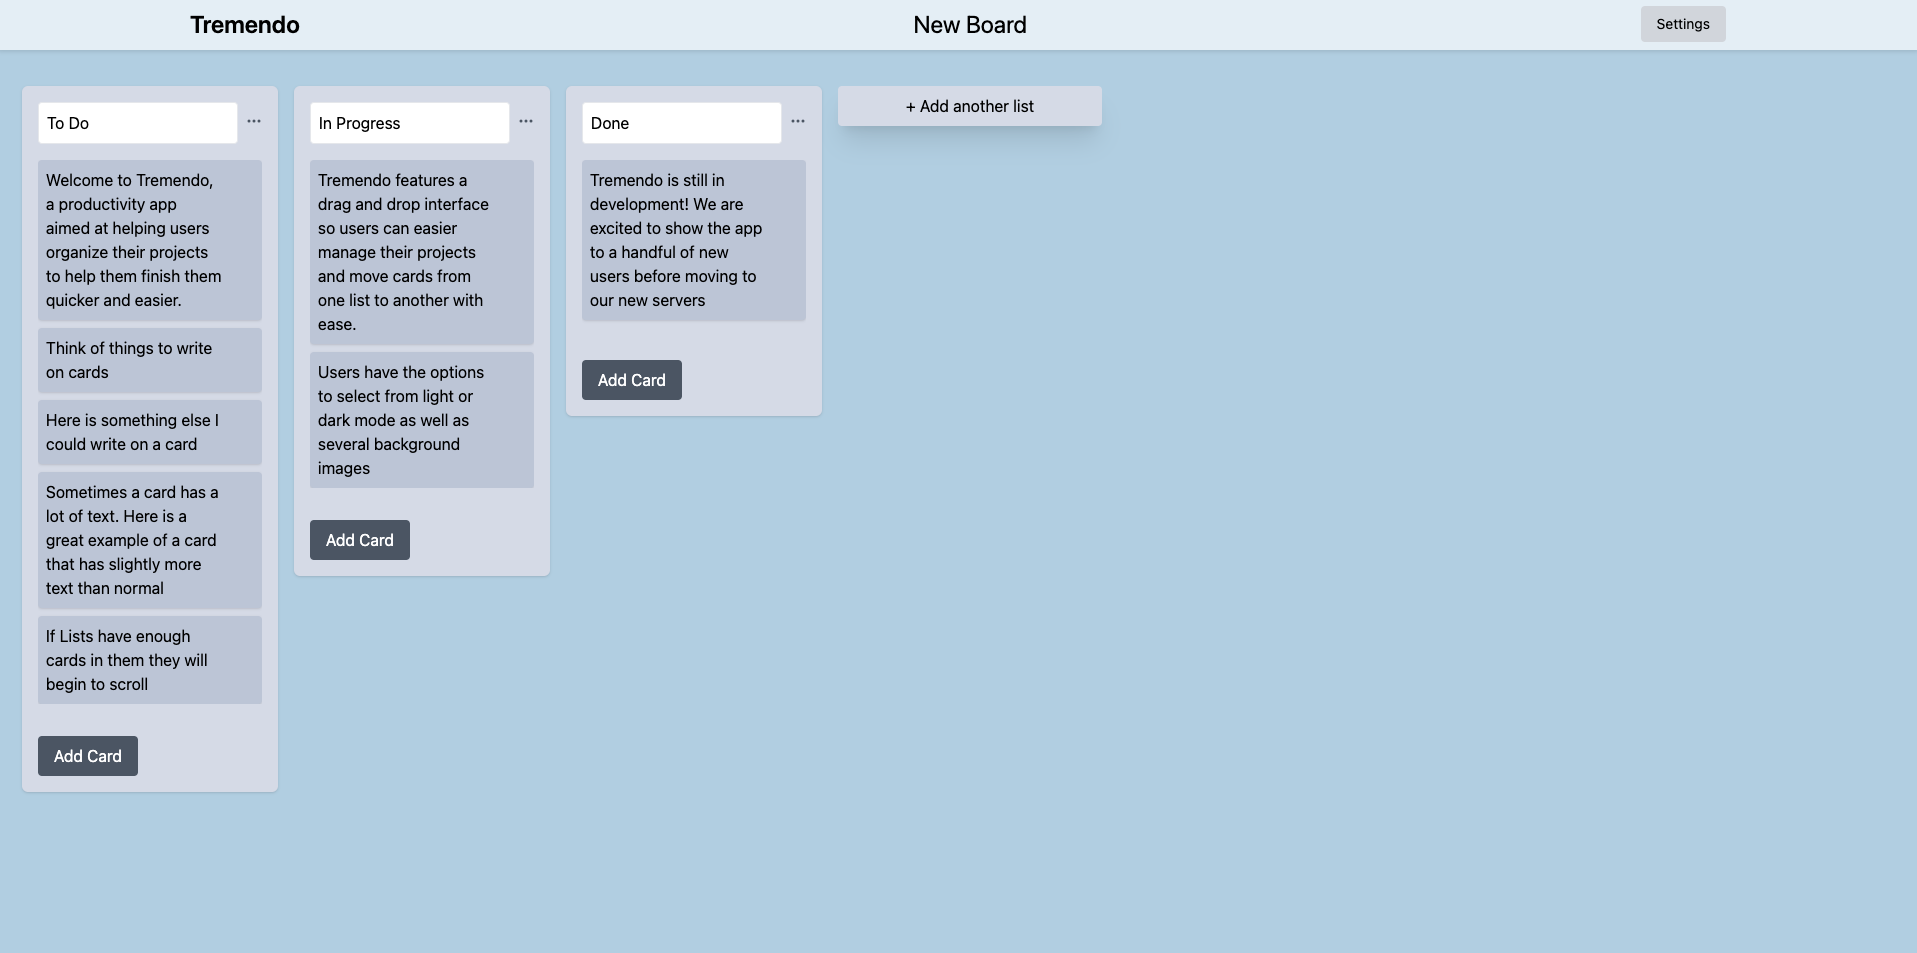 Tremendo
New Board
Settings
To Do
...
Welcome to Tremendo,
a productivity app
aimed at helping users
organize their projects
to help them finish them
quicker and easier.
Think of things to write
on cards
Here is something else I
could write on a card
Sometimes a card has a
lot of text. Here is a
great example of a card
that has slightly more
text than normal
If Lists have enough
cards in them they will
begin to scroll
Add Card
In Progress
...
Tremendo features a
drag and drop interface
so users can easier
manage their projects
and move cards from
one list to another with
ease.
Users have the options
to select from light or
dark mode as well as
several background
images
Add Card
Done
...
Tremendo is still in
development! We are
excited to show the app
to a handful of new
users before moving to
our new servers
Add Card
+ Add another list